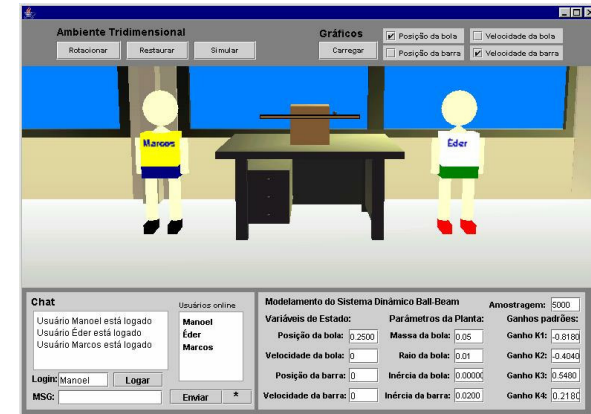 Ambiente Tridimensional
Rotacionar Restaurar Simular
Gráficos
Carregar
Posição da bola Velocidade da bola
Posição da barra Velocidade da barra
Marcos
Éder
Chat
Usuário Manoel está logado
Usuário Éder está logado
Usuário Marcos está logado
Usuários online
Manoel
Éder
Marcos
Login: Manoel Logar
MSG: Enviar *
Modelamento do Sistema Dinâmico Ball-Beam
Amostragem: 5000
Variáveis de Estado: Parâmetros da Planta: Ganhos padrões:
Posição da bola: 0.2500 Massa da bola: 0.05 Ganho K1: -0.8180
Velocidade da bola: 0 Raio da bola: 0.01 Ganho K2: -0.4040
Posição da barra: 0 Inércia da bola: 0.0000 Ganho K3: 0.5480
Velocidade da barra: 0 Inércia da barra: 0.0200 Ganho K4: 0.2180